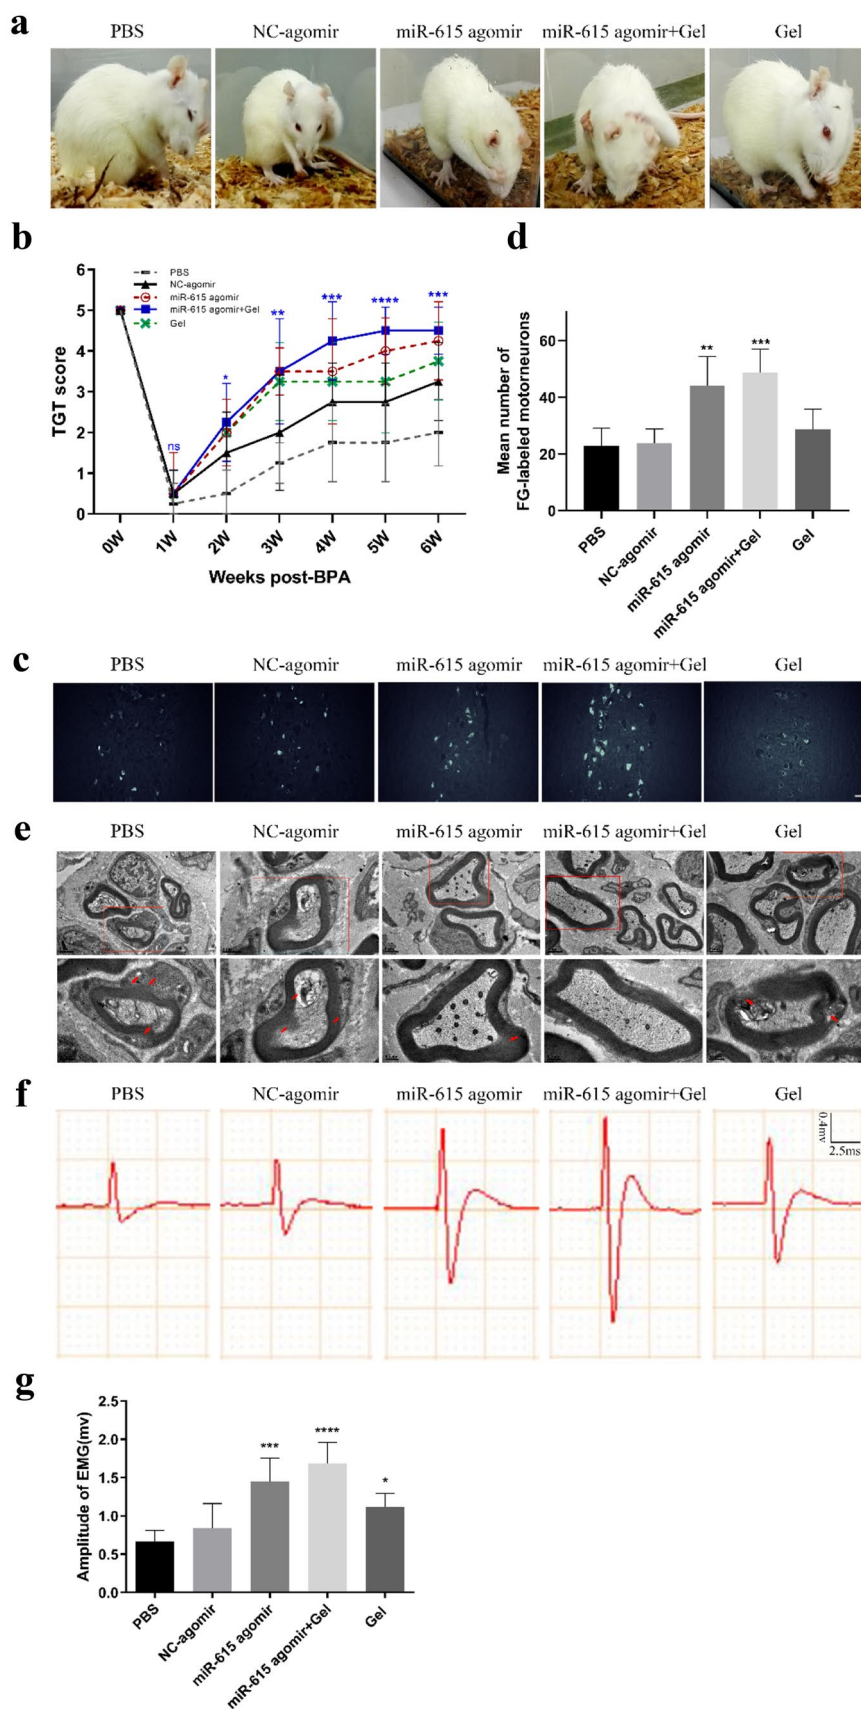 a
PBS NC-agomir miR-615 agomir miR-615 agomir+Gel Gel
b
TGT score
6
5
4
3
2
1
0
PBS
NC-agomir
miR-615 agomir
miR-615 agomir+Gel
Gel
ns
*
**
***
****
***
0W 1W 2W 3W 4W 5W 6W
Weeks post-BPA
d
Mean number of
FG-labeled motorneurons
80
60
40
20
0
**
***
PBS
NC-agomir
miR-615 agomir
miR-615 agomir+Gel
Gel
c
PBS NC-agomir miR-615 agomir miR-615 agomir+Gel Gel
e
PBS NC-agomir miR-615 agomir miR-615 agomir+Gel Gel
f
PBS NC-agomir miR-615 agomir miR-615 agomir+Gel Gel
0.4mv
2.5ms
g
Amplitude of EMG(mv)
2.5
2.0
1.5
1.0
0.5
0.0
***
****
*
PBS
NC-agomir
miR-615 agomir
miR-615 agomir+Gel
Gel